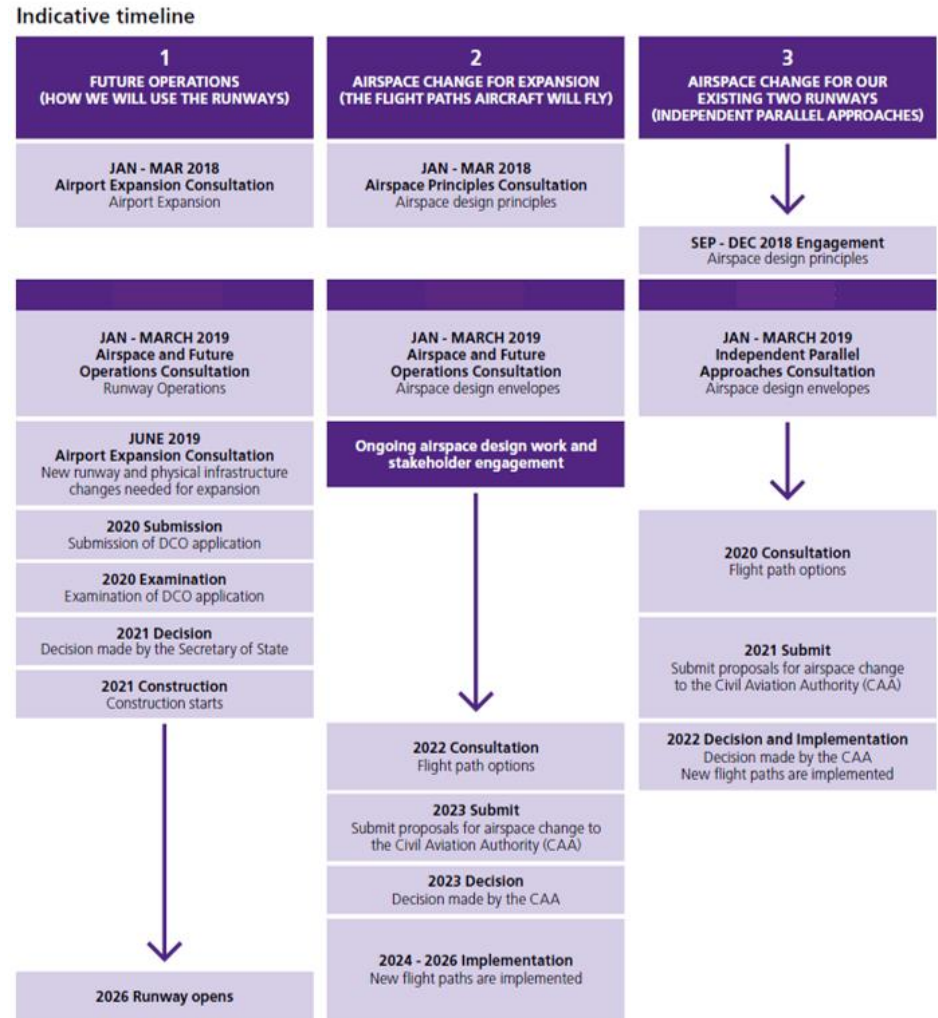 Indicative timeline
1
FUTURE OPERATIONS
(HOW WE WILL USE THE RUNWAYS)
JAN - MAR 2018
Airport Expansion Consultation
Airport Expansion
JAN - MARCH 2019
Airspace and Future
Operations Consultation
Runway Operations
JUNE 2019
Airport Expansion Consultation
New runway and physical infrastructure
changes needed for expansion
2020 Submission
Submission of DCO application
2020 Examination
Examination of DCO application
2021 Decision
Decision made by the Secretary of State
2021 Construction
Construction starts
2026 Runway opens
2
AIRSPACE CHANGE FOR EXPANSION
(THE FLIGHT PATHS AIRCRAFT WILL FLY)
JAN - MAR 2018
Airspace Principles Consultation
Airspace design principles
JAN - MARCH 2019
Airspace and Future
Operations Consultation
Airspace design envelopes
Ongoing airspace design work and
stakeholder engagement
2022 Consultation
Flight path options
2023 Submit
Submit proposals for airspace change to
the Civil Aviation Authority (CAA)
2023 Decision
Decision made by the CAA
2024 - 2026 Implementation
New flight paths are implemented
3
AIRSPACE CHANGE FOR OUR
EXISTING TWO RUNWAYS
(INDEPENDENT PARALLEL APPROACHES)
SEP - DEC 2018 Engagement
Airspace design principles
JAN - MARCH 2019
Independent Parallel
Approaches Consultation
Airspace design envelopes
2020 Consultation
Flight path options
2021 Submit
Submit proposals for airspace change
to the Civil Aviation Authority (CAA)
2022 Decision and Implementation
Decision made by the CAA
New flight paths are implemented